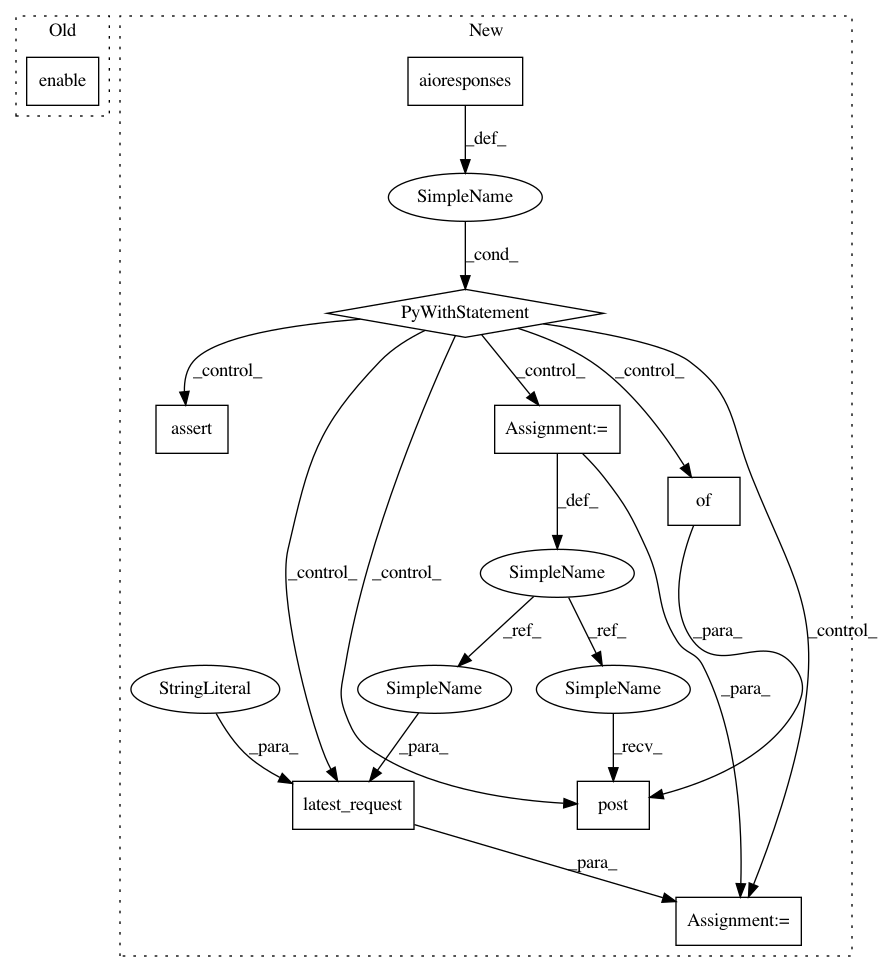 Old
New
enable
aioresponses
_def_
SimpleName
_cond_
PyWithStatement
_control_
_control_
_control_
assert
Assignment:=
of
_def_
_control_
_control_
SimpleName
_ref_
_ref_
_para_
_control_
StringLiteral
SimpleName
SimpleName
_para_
_para_
_para_
_recv_
latest_request
post
_para_
Assignment:=